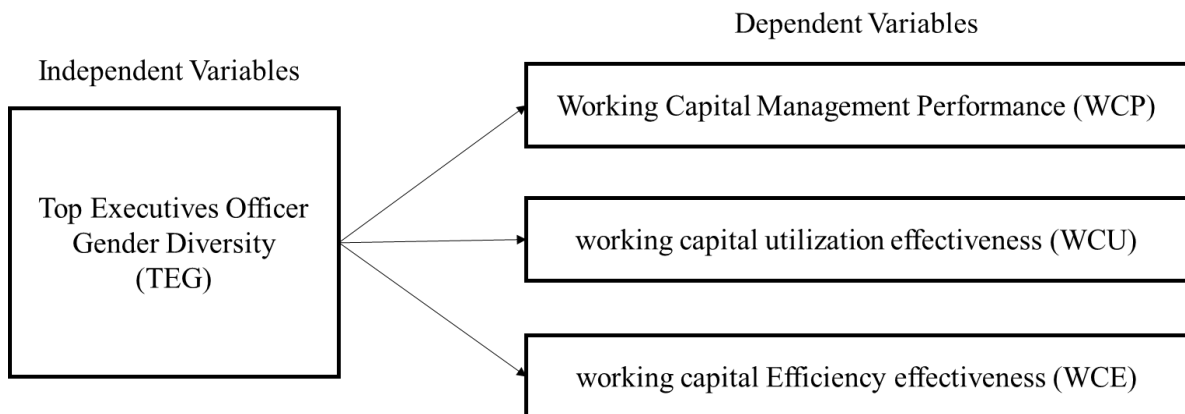 Dependent Variables
Independent Variables
Working Capital Management Performance (WCP)
Top Executives Officer
Gender Diversity
(TEG)
working capital utilization effectiveness (WCU)
working capital Efficiency effectiveness (WCE)